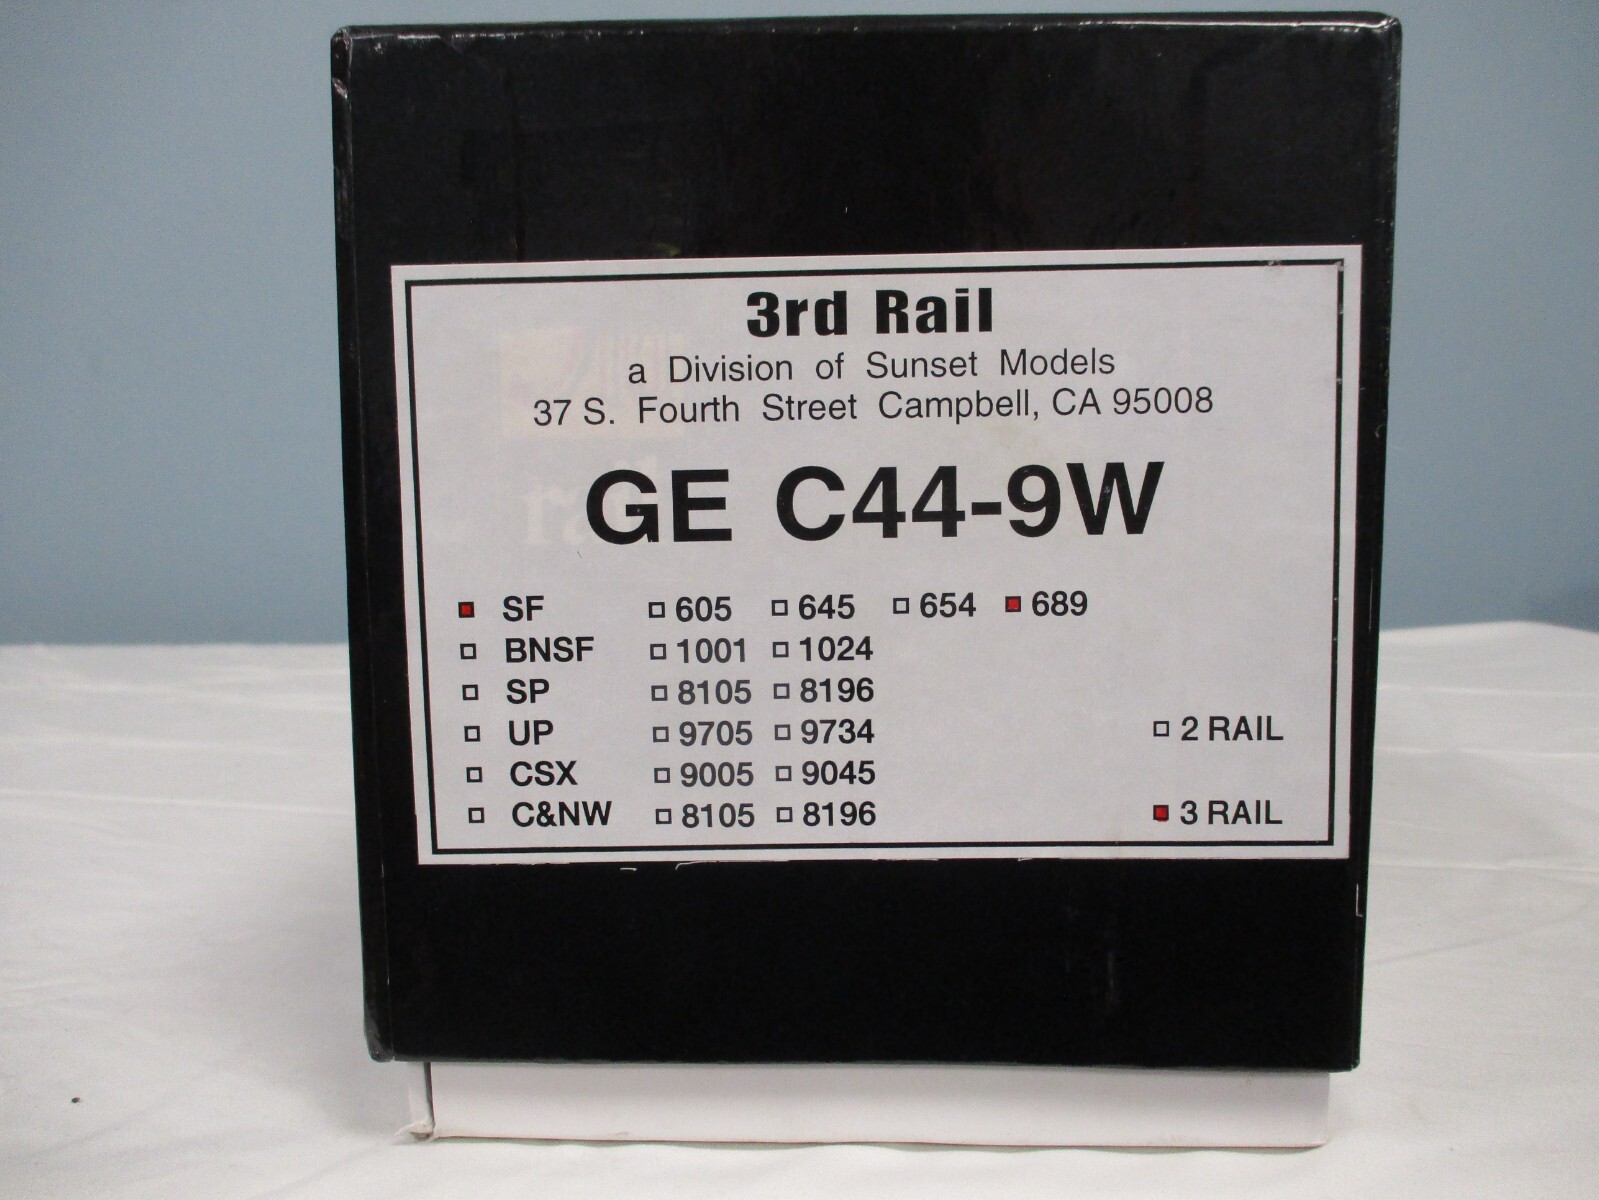 3rd Rail
a Division of Sunset Models
37 S. Fourth Street Campbell, CA 95008
GE C44-9W
SF 605 645 654 689
BNSF 1001 1024
SP 8105 8196
UP 9705 9734 2 RAIL
CSX 9005 9045
C&NW 8105 8196 3 RAIL